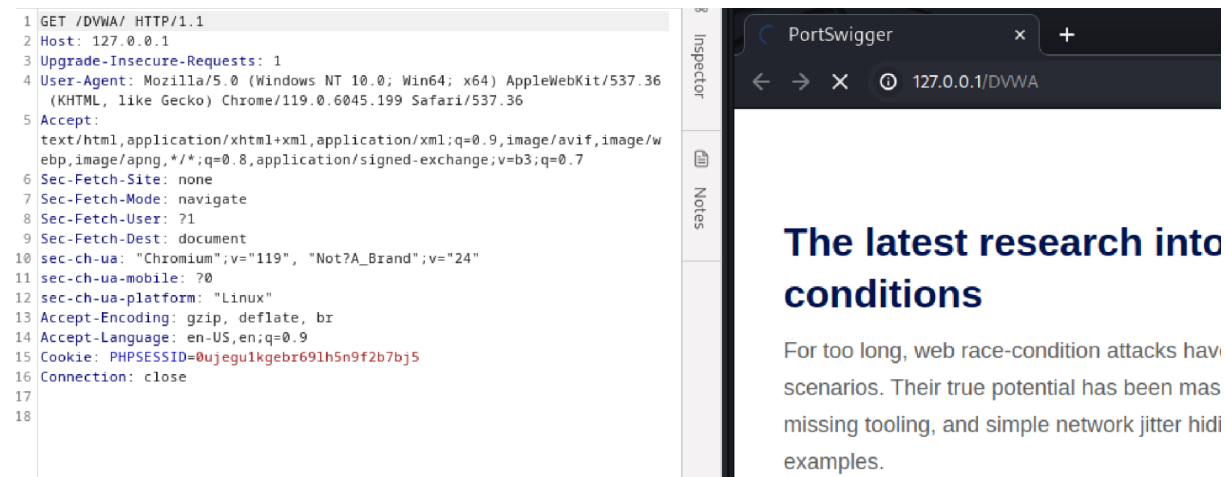 1 GET /DVWA/ HTTP/1.1
2 Host: 127.0.0.1
3 Upgrade-Insecure-Requests: 1
4 User-Agent: Mozilla/5.0 (Windows NT 10.0; Win64; x64) AppleWebKit/537.36
(KHTML, like Gecko) Chrome/119.0.6045.199 Safari/537.36
5 Accept:
text/html,application/xhtml+xml,application/xml;q=0.9,image/avif,image/w
ebp,image/apng,*/*;q=0.8,application/signed-exchange;v=b3;q=0.7
6 Sec-Fetch-Site: none
7 Sec-Fetch-Mode: navigate
8 Sec-Fetch-User: ?1
9 Sec-Fetch-Dest: document
10 sec-ch-ua: "Chromium";v="119", "Not?A_Brand";v="24"
11 sec-ch-ua-mobile: ?0
12 sec-ch-ua-platform: "Linux"
13 Accept-Encoding: gzip, deflate, br
14 Accept-Language: en-US,en;q=0.9
15 Cookie: PHPSESSID=0ujegu1kgebr69lh5n9f2b7bj5
16 Connection: close
17
18
Inspector
Notes
PortSwigger
127.0.0.1/DVWA
The latest research into
conditions
For too long, web race-condition attacks have
scenarios. Their true potential has been mas
missing tooling, and simple network jitter hidi
examples.